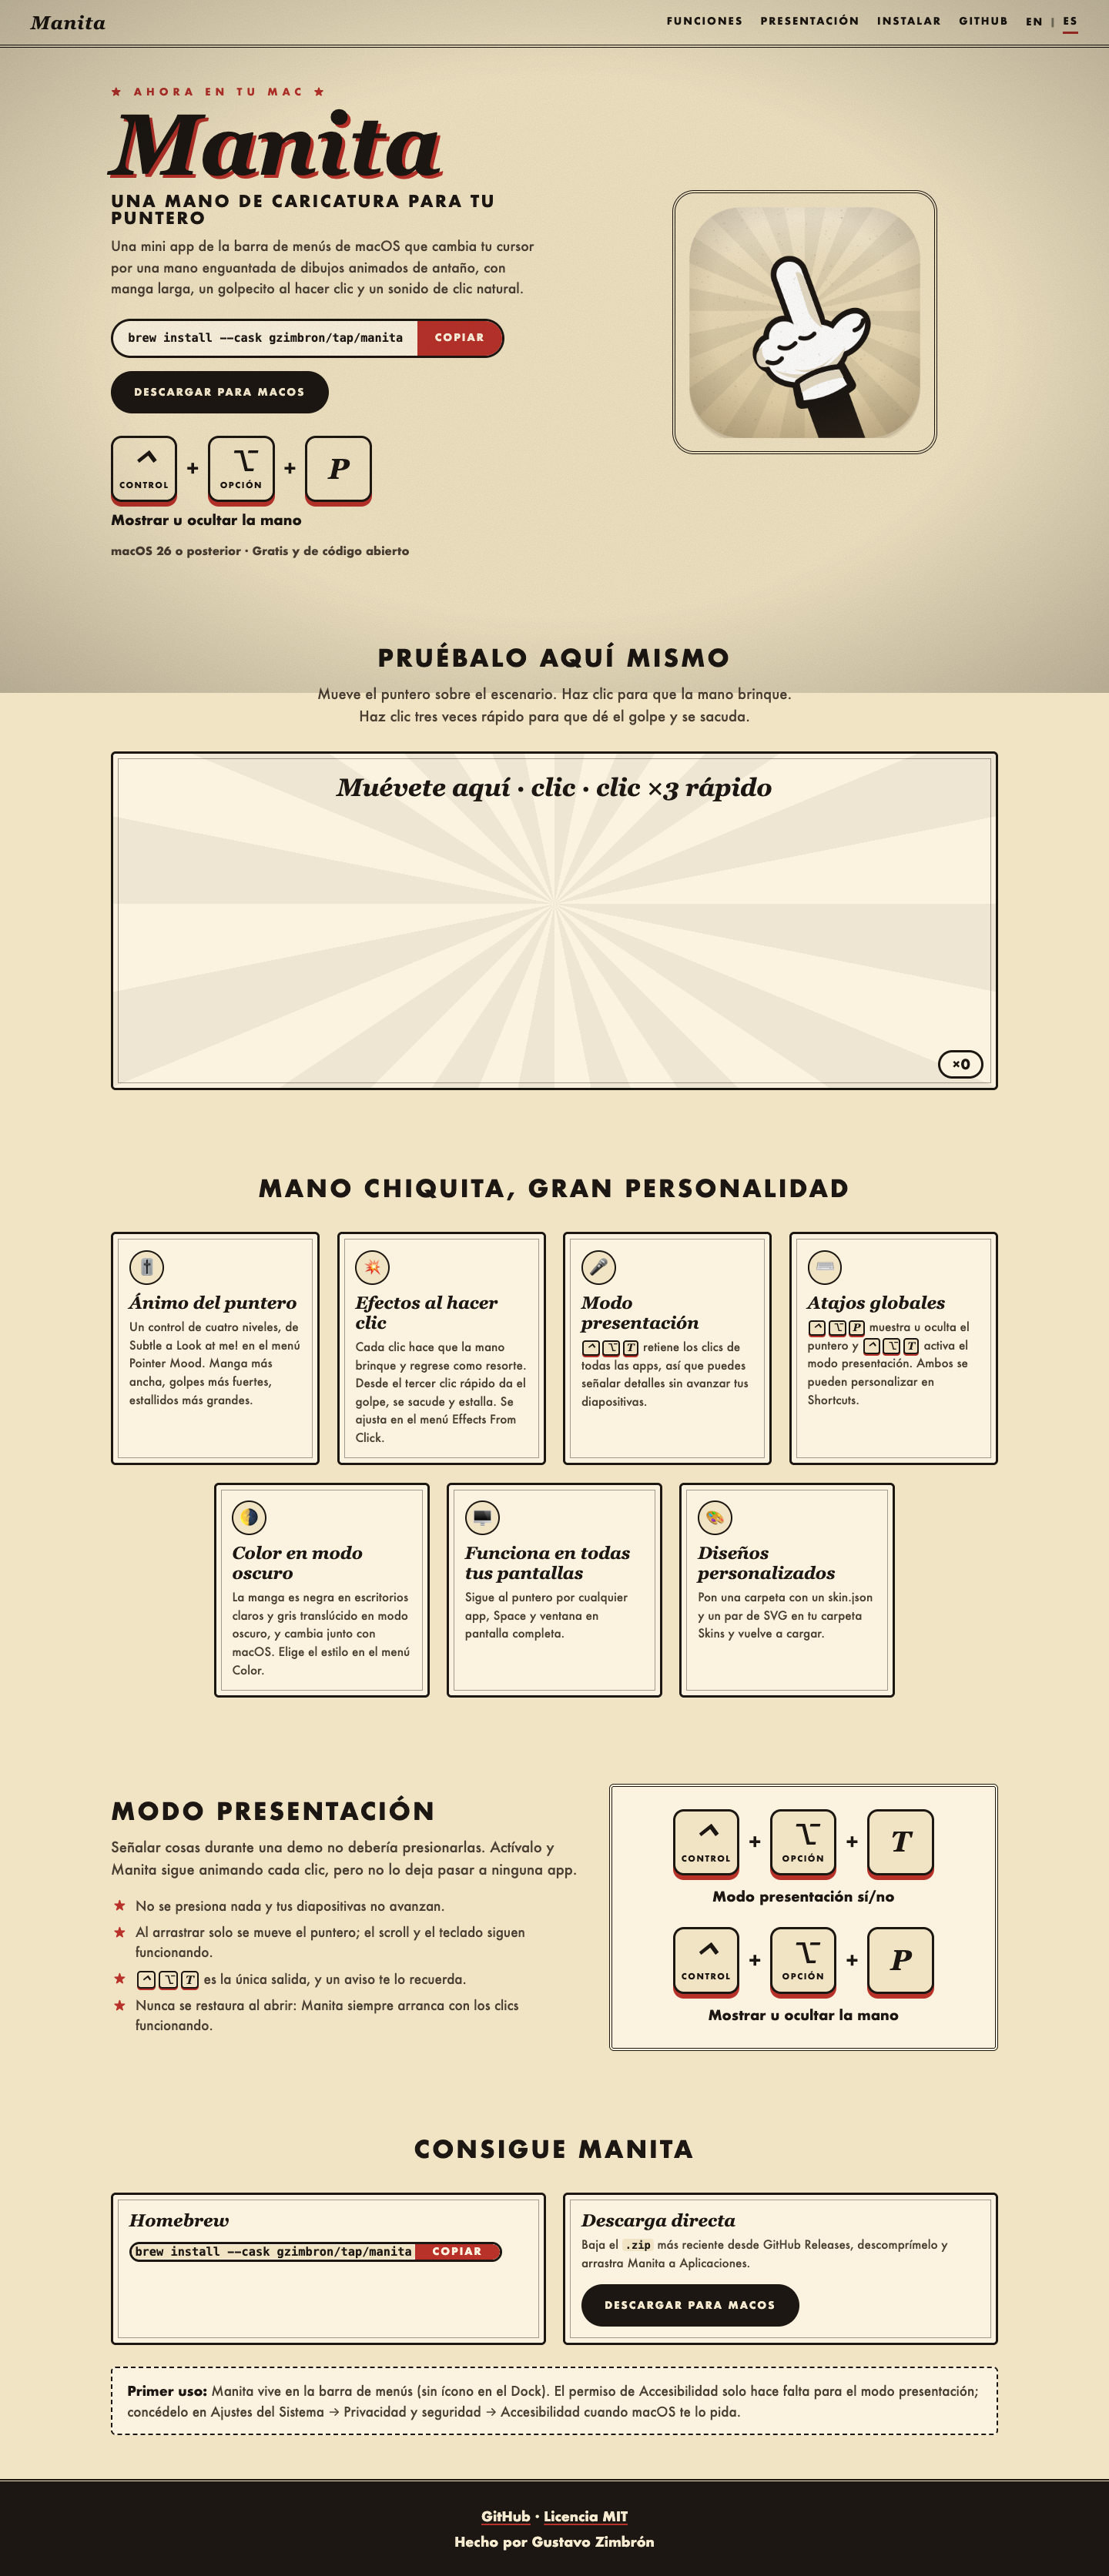 Manita
FUNCIONES PRESENTACIÓN INSTALAR GITHUB EN | ES
★ AHORA EN TU MAC ★
Manita
UNA MANO DE CARICATURA PARA TU
PUNTERO
Una mini app de la barra de menús de macOS que cambia tu cursor
por una mano enguantada de dibujos animados de antaño, con
manga larga, un golpecito al hacer clic y un sonido de clic natural.
brew install --cask gzimbron/tap/manita COPIAR
DESCARGAR PARA MACOS
⌃ CONTROL + ⌥ OPCIÓN + P
Mostrar u ocultar la mano
macOS 26 o posterior · Gratis y de código abierto
PRUÉBALO AQUÍ MISMO
Mueve el puntero sobre el escenario. Haz clic para que la mano brinque.
Haz clic tres veces rápido para que dé el golpe y se sacuda.
Muévete aquí · clic · clic ×3 rápido
×0
MANO CHIQUITA, GRAN PERSONALIDAD
Ánimo del puntero
Un control de cuatro niveles, de
Subtle a Look at me! en el menú
Pointer Mood. Manga más
ancha, golpes más fuertes,
estallidos más grandes.
Efectos al hacer
clic
Cada clic hace que la mano
brinque y regrese como resorte.
Desde el tercer clic rápido da el
golpe, se sacude y estalla. Se
ajusta en el menú Effects From
Click.
Modo
presentación
⌃ ⌥ T retiene los clics de
todas las apps, así que puedes
señalar detalles sin avanzar tus
diapositivas.
Atajos globales
⌃ ⌥ P muestra u oculta el
puntero y ⌃ ⌥ T activa el
modo presentación. Ambos se
pueden personalizar en
Shortcuts.
Color en modo
oscuro
La manga es negra en escritorios
claros y gris translúcido en modo
oscuro, y cambia junto con
macOS. Elige el estilo en el menú
Color.
Funciona en todas
tus pantallas
Sigue al puntero por cualquier
app, Space y ventana en
pantalla completa.
Diseños
personalizados
Pon una carpeta con un skin.json
y un par de SVG en tu carpeta
Skins y vuelve a cargar.
MODO PRESENTACIÓN
Señalar cosas durante una demo no debería presionarlas. Actívalo y
Manita sigue animando cada clic, pero no lo deja pasar a ninguna app.
★ No se presiona nada y tus diapositivas no avanzan.
★ Al arrastrar solo se mueve el puntero; el scroll y el teclado siguen
funcionando.
★ ⌃ ⌥ T es la única salida, y un aviso te lo recuerda.
★ Nunca se restaura al abrir: Manita siempre arranca con los clics
funcionando.
⌃ CONTROL + ⌥ OPCIÓN + T
Modo presentación sí/no
⌃ CONTROL + ⌥ OPCIÓN + P
Mostrar u ocultar la mano
CONSIGUE MANITA
Homebrew
brew install --cask gzimbron/tap/manita COPIAR
Descarga directa
Baja el .zip más reciente desde GitHub Releases, descomprímelo y
arrastra Manita a Aplicaciones.
DESCARGAR PARA MACOS
Primer uso: Manita vive en la barra de menús (sin ícono en el Dock). El permiso de Accesibilidad solo hace falta para el modo presentación;
concédelo en Ajustes del Sistema → Privacidad y seguridad → Accesibilidad cuando macOS te lo pida.
GitHub · Licencia MIT
Hecho por Gustavo Zimbrón